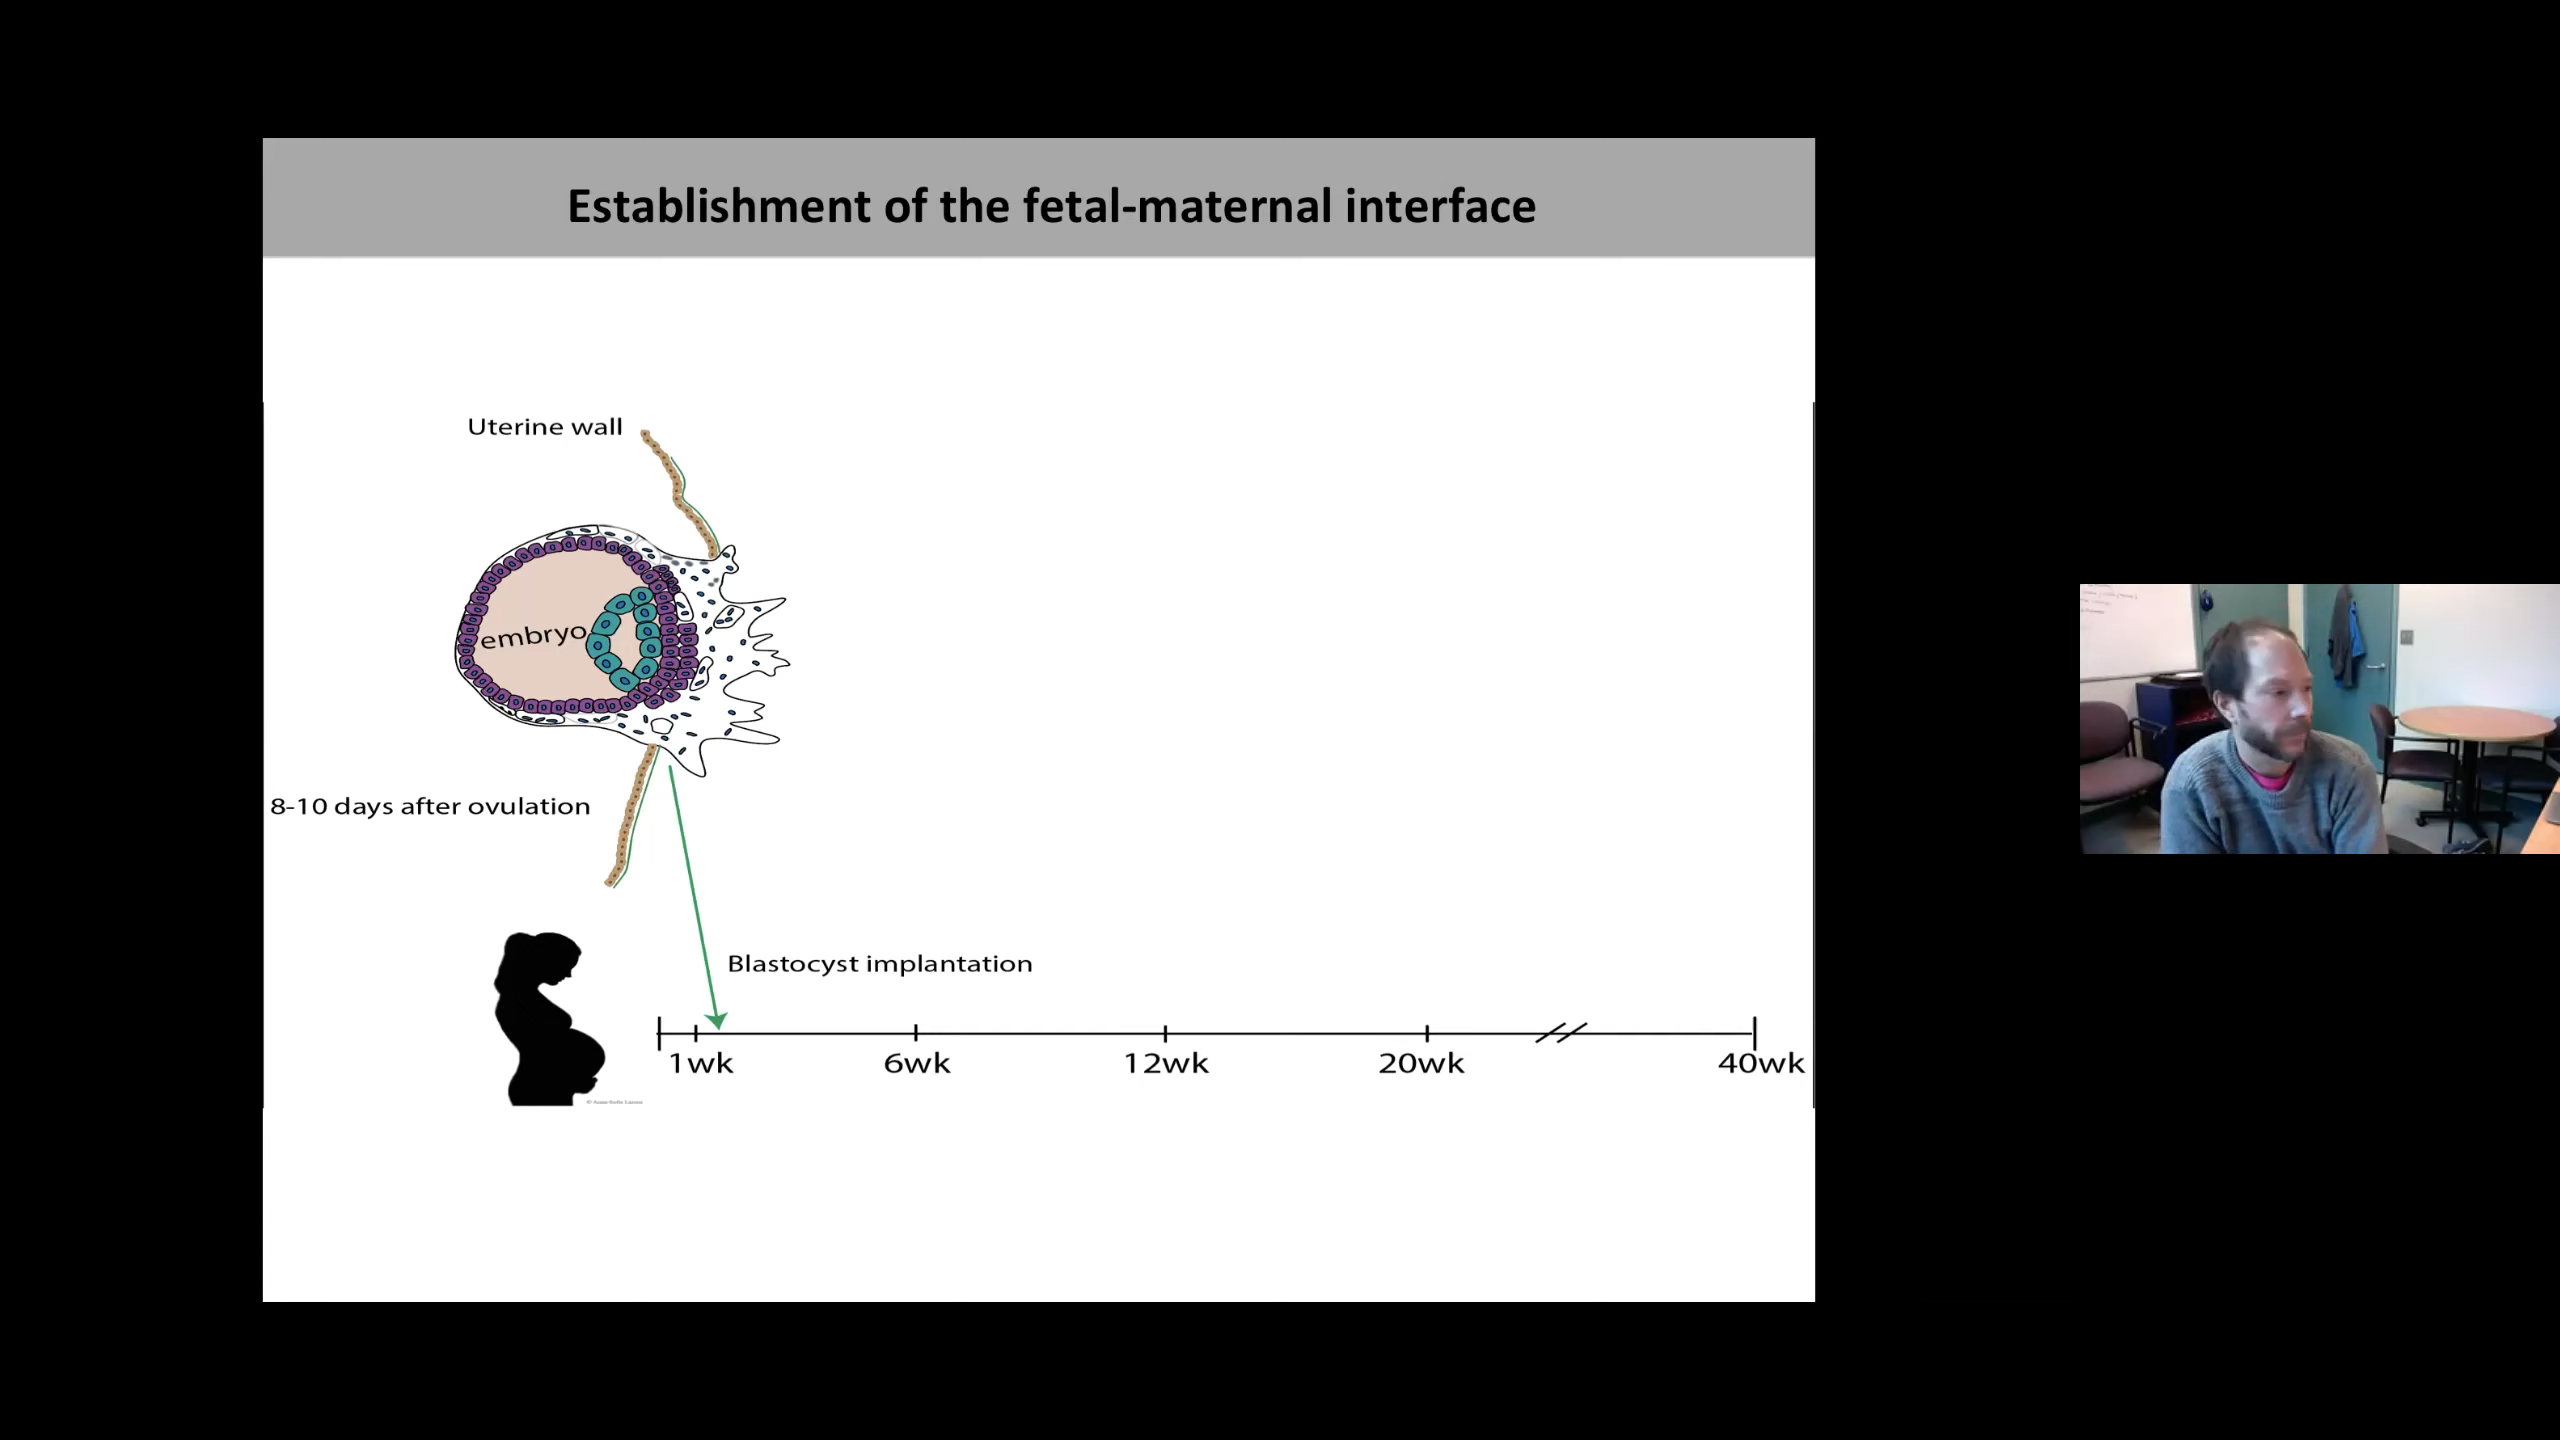 Establishment of the fetal-maternal interface
Uterine wall
embryo
8-10 days after ovulation
Blastocyst implantation
1wk
6wk
12wk
20wk
40wk